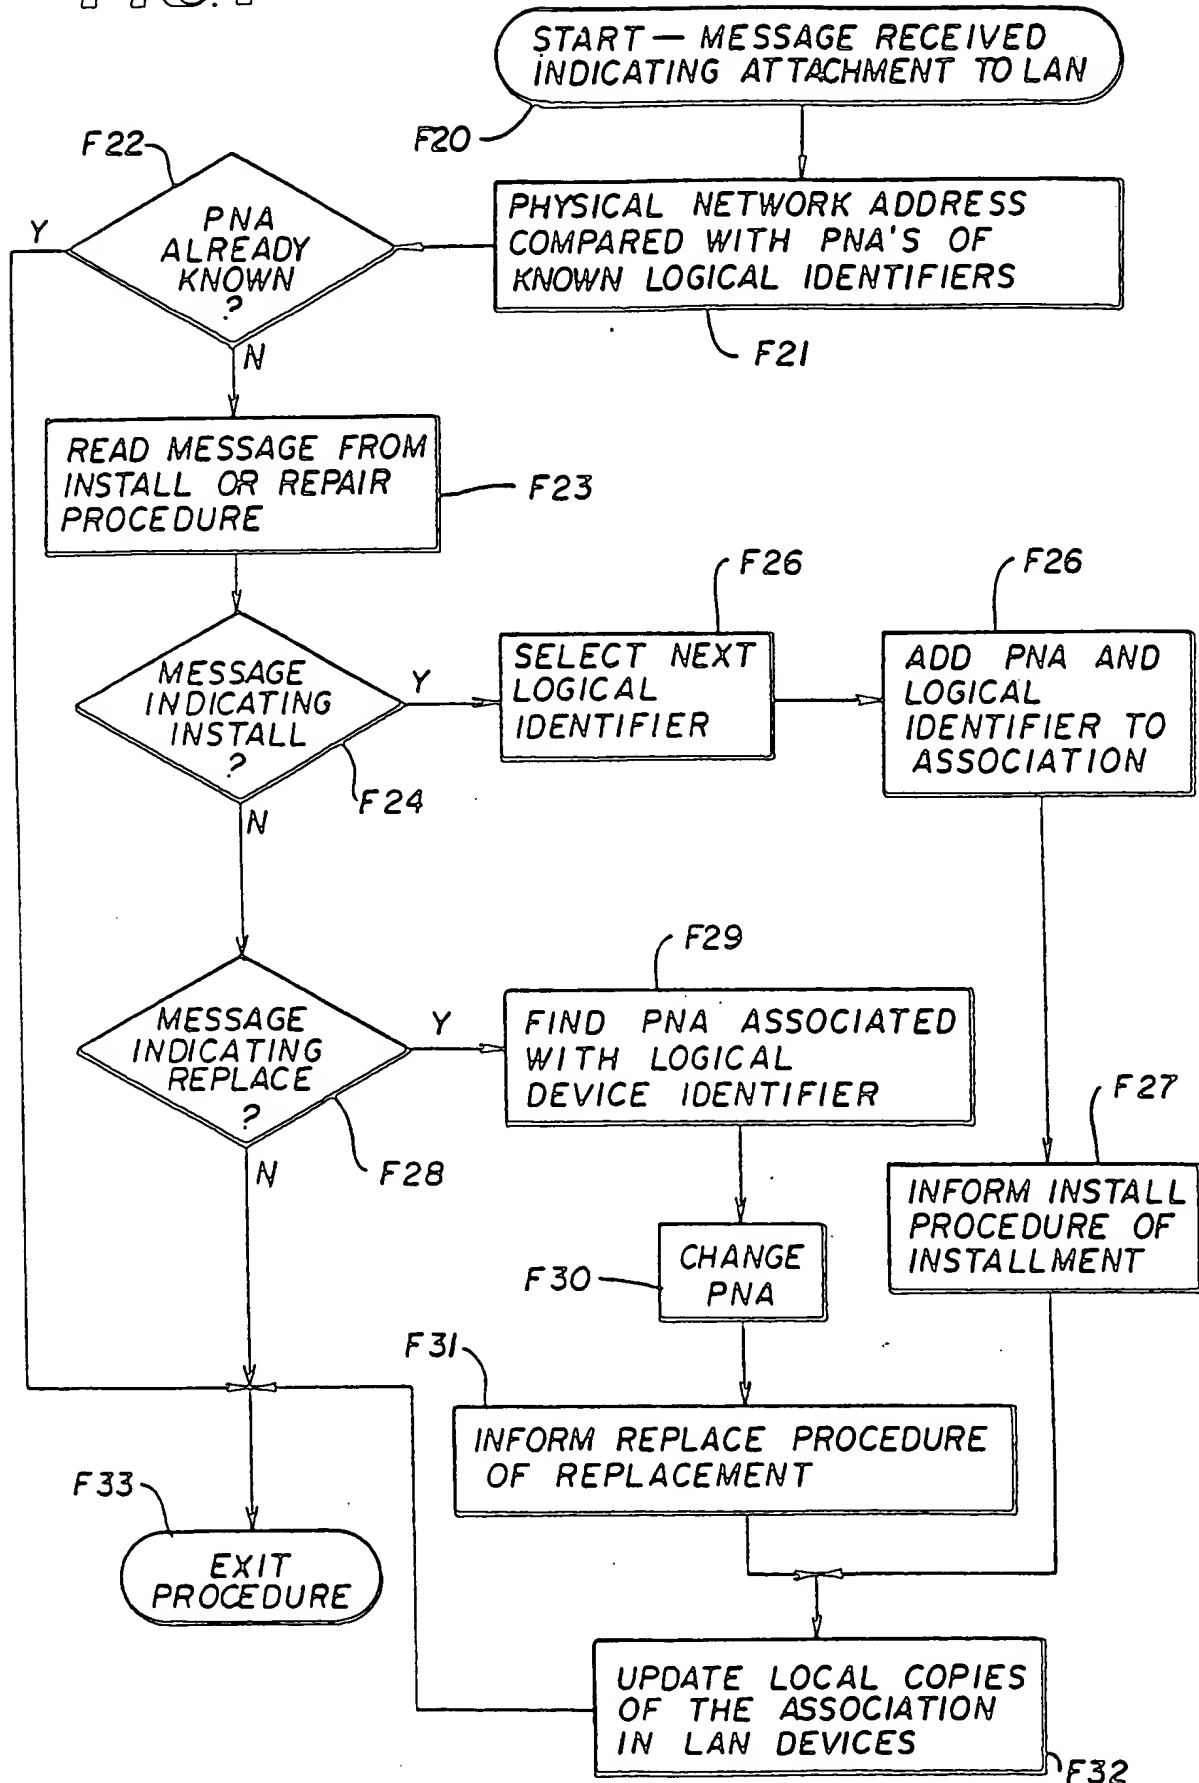 START — MESSAGE RECEIVED
INDICATING ATTACHMENT TO LAN
F20
PHYSICAL NETWORK ADDRESS
COMPARED WITH PNA'S OF
KNOWN LOGICAL IDENTIFIERS
F21
F22
PNA
ALREADY
KNOWN
?
Y
N
READ MESSAGE FROM
INSTALL OR REPAIR
PROCEDURE
F23
MESSAGE
INDICATING
INSTALL
?
Y
F24
N
F26
SELECT NEXT
LOGICAL
IDENTIFIER
F26
ADD PNA AND
LOGICAL
IDENTIFIER TO
ASSOCIATION
MESSAGE
INDICATING
REPLACE
?
Y
F28
N
F29
FIND PNA ASSOCIATED
WITH LOGICAL
DEVICE IDENTIFIER
F27
INFORM INSTALL
PROCEDURE OF
INSTALLMENT
F30
CHANGE
PNA
F31
INFORM REPLACE PROCEDURE
OF REPLACEMENT
F33
EXIT
PROCEDURE
UPDATE LOCAL COPIES
OF THE ASSOCIATION
IN LAN DEVICES
F32